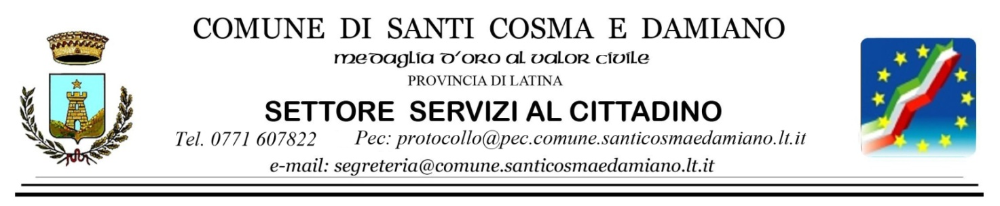 COMUNE DI SANTI COSMA E DAMIANO
medaglia d'oro al valor civile
PROVINCIA DI LATINA
SETTORE SERVIZI AL CITTADINO
Tel. 0771 607822 Pec: protocollo@pec.comune.santicosmaedamiano.lt.it
e-mail: segreteria@comune.santicosmaedamiano.lt.it